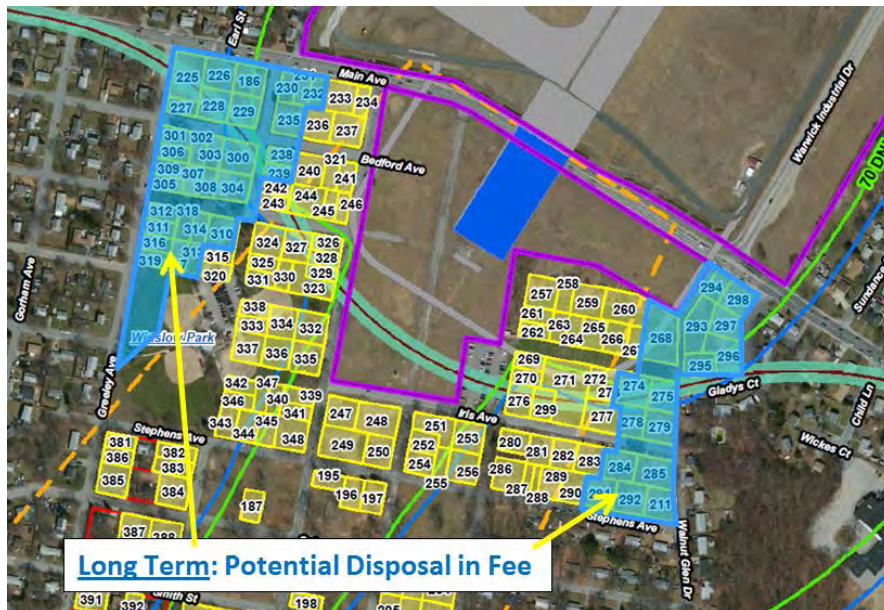 Earl St
Main Ave
225 226 186
230 232
233 234
227 228 229
235
236 237
Warwick Industrial Dr
70 DN
Bedford Ave
301 302
306 303 300
238
321
309 307
239
240
241
305 308 304
242
243
244
245
246
312 318
311 314 310
316
319
315
320
324 327 326
325 328
331 330 329
323
338
333 334 332
337 336 335
Gorham Ave
Winslow Park
Greeley Ave
257 258 259 260
261 263 265
262 264 266
268
294 298
293 297
295 296
269
270 271 272
276 299 277
274 275
278 279
Gladys Ct
Child Ln
Wickes Ct
342 347 339
346 340 341
343 345
344 348
247 248
249 250
Iris Ave
251
252 253
254
255 256
280 281 282 283
286 289
287 288 290
284 285
292 211
Stephens Ave
Stephens Ave
Walnut Glen Dr
381 382
386 383
385 384
195
196 197
187
387
Long Term: Potential Disposal in Fee
391 392
Smith St
198